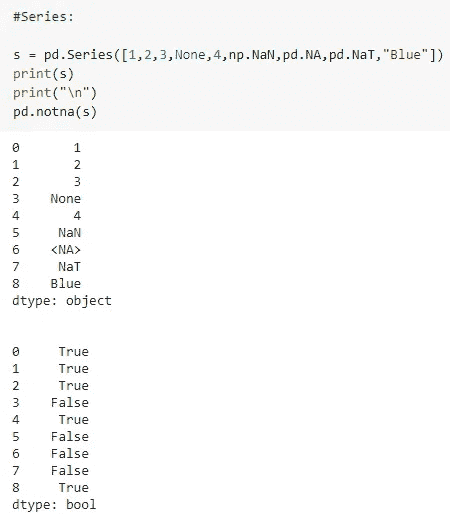 #Series:
s = pd.Series([1,2,3,None,4,np.NaN,pd.NA,pd.NaT,"Blue"])
print(s)
print("\n")
pd.notna(s)
0 1
1 2
2 3
3 None
4 4
5 NaN
6 <NA>
7 NaT
8 Blue
dtype: object
0 True
1 True
2 True
3 False
4 True
5 False
6 False
7 False
8 True
dtype: bool